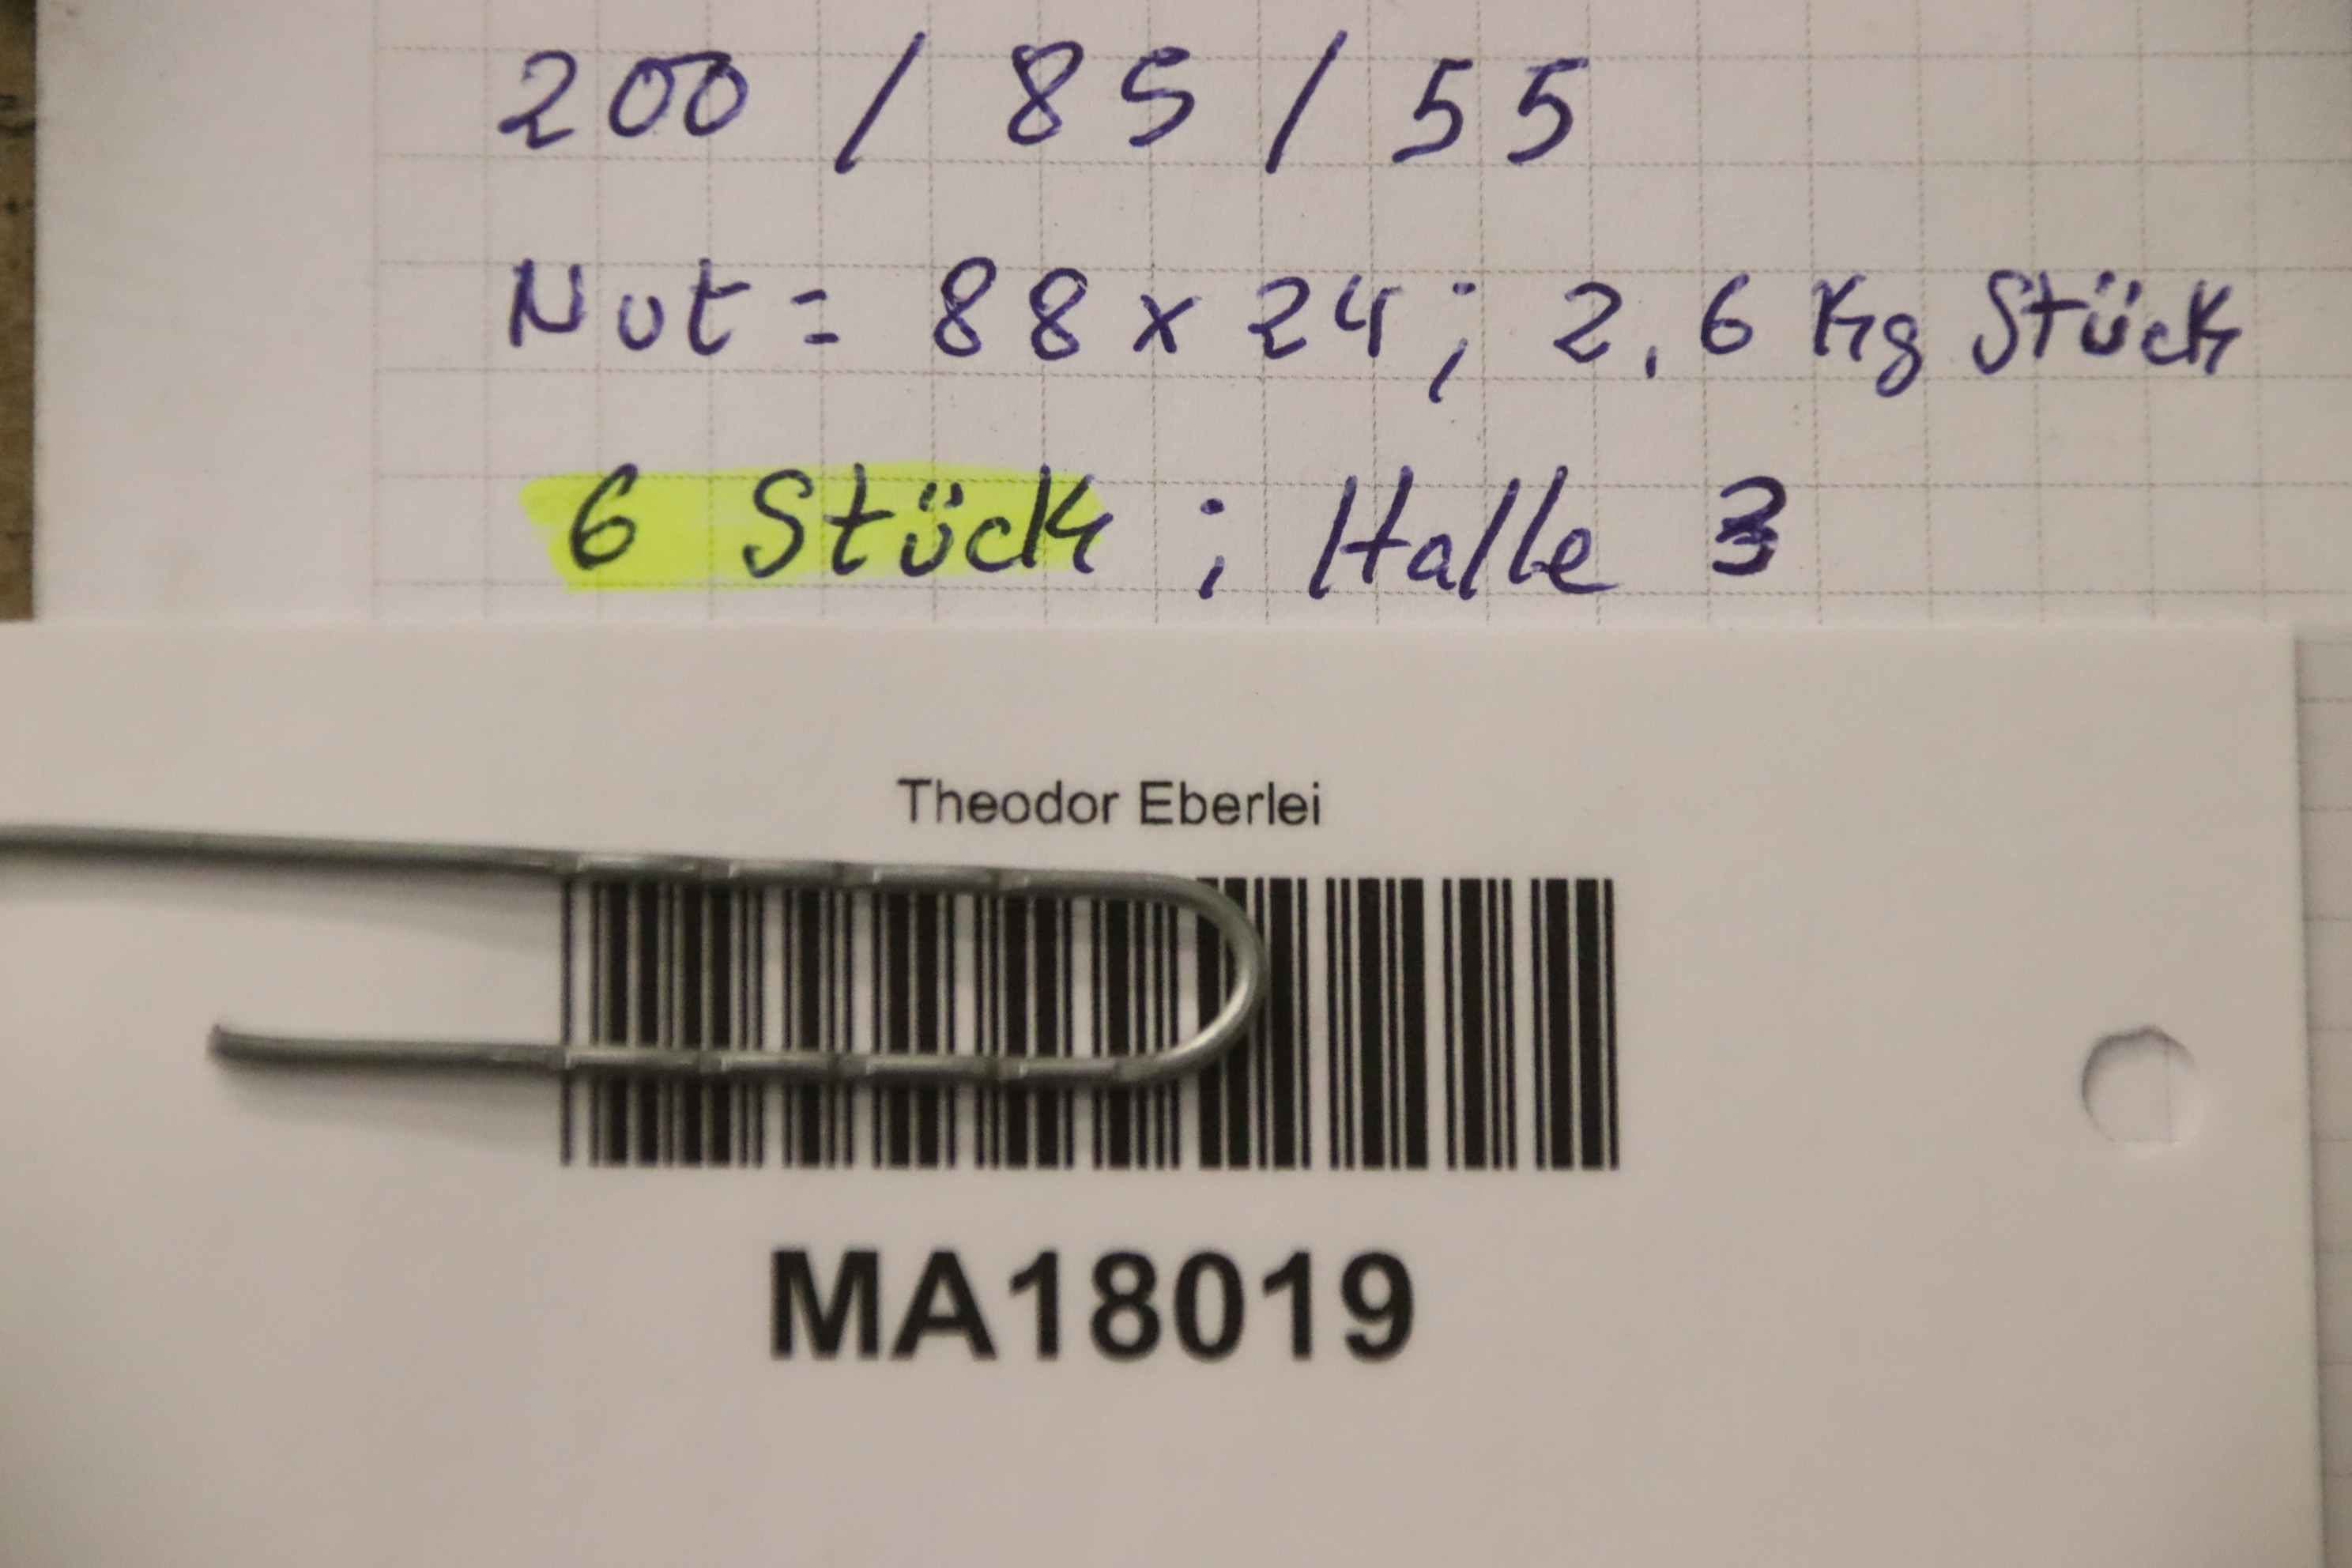 200 / 85 / 55
Nut = 88 x 24 ; 2.6 Kg Stück
6 Stück ; Halle 3
Theodor Eberlei
MA18019